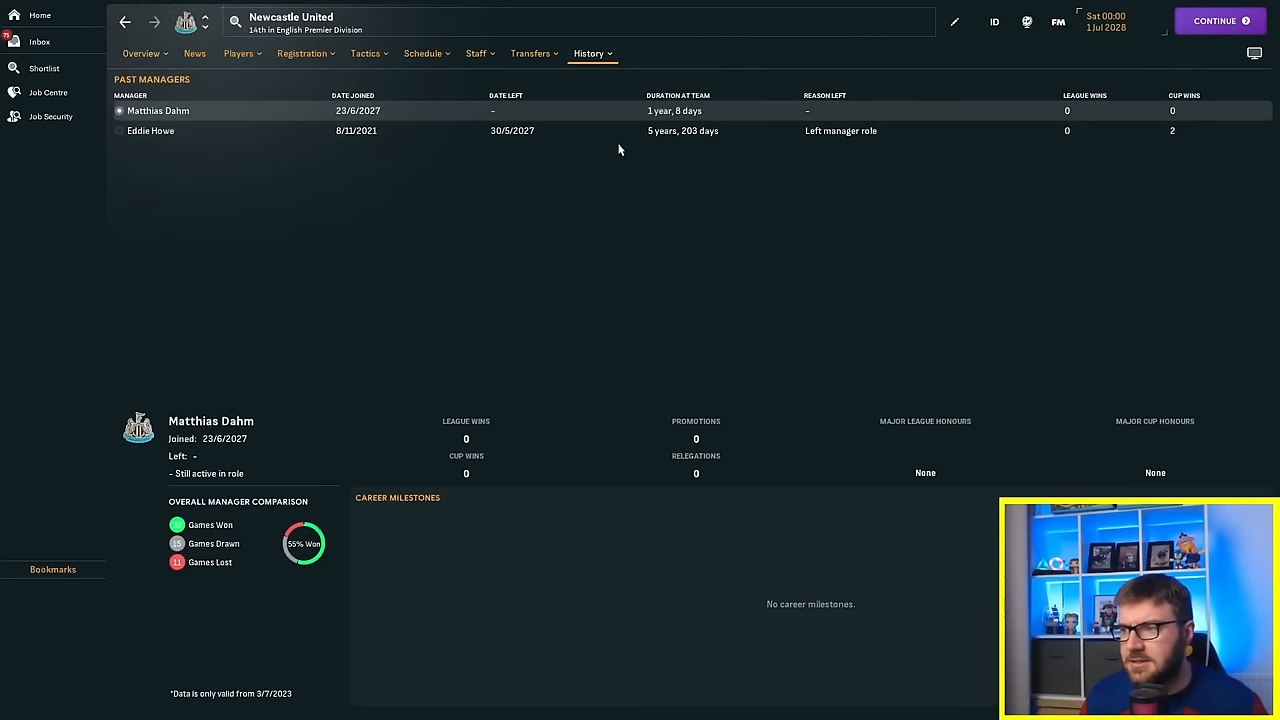 Home
75
Inbox
Shortlist
Job Centre
Job Security
Bookmarks
Newcastle United
14th in English Premier Division
ID
FM
Sat 00:00
1 Jul 2028
CONTINUE
Overview News Players Registration Tactics Schedule Staff Transfers History
PAST MANAGERS
MANAGER DATE JOINED DATE LEFT DURATION AT TEAM REASON LEFT LEAGUE WINS CUP WINS
Matthias Dahm 23/6/2027 - 1 year, 8 days - 0 0
Eddie Howe 8/11/2021 30/5/2027 5 years, 203 days Left manager role 0 2
Matthias Dahm
Joined: 23/6/2027
Left: -
- Still active in role
LEAGUE WINS PROMOTIONS MAJOR LEAGUE HONOURS MAJOR CUP HONOURS
0 0
CUP WINS RELEGATIONS
0 0 None None
OVERALL MANAGER COMPARISON
Games Won
15 Games Drawn
11 Games Lost
55% Won
*Data is only valid from 3/7/2023
CAREER MILESTONES
No career milestones.